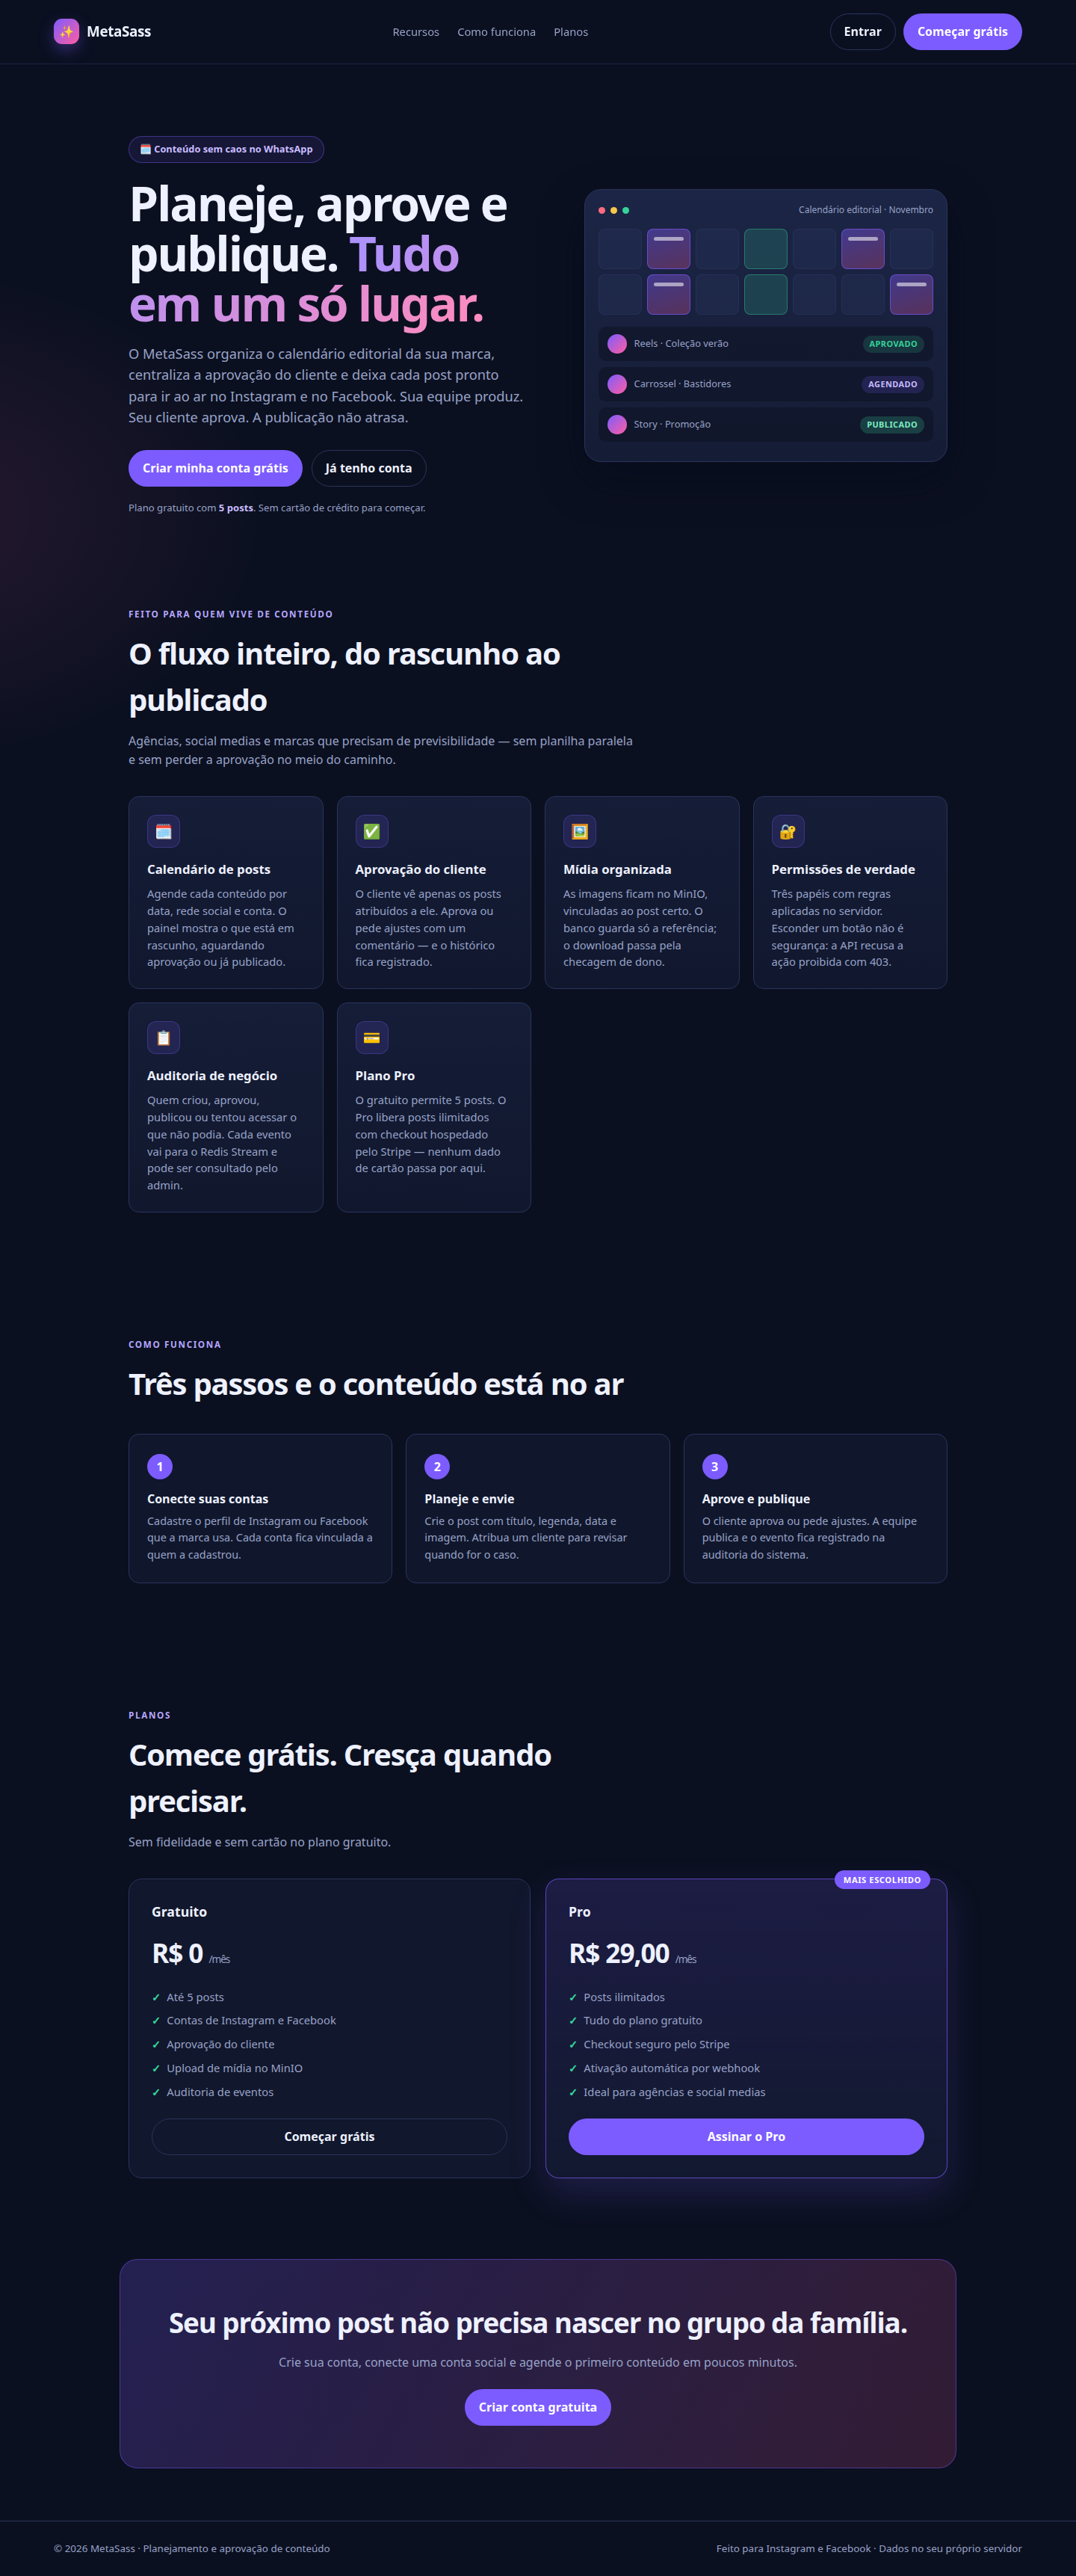 MetaSass
Recursos
Como funciona
Planos
Entrar
Começar grátis
Conteúdo sem caos no WhatsApp
Planeje, aprove e
publique. Tudo
em um só lugar.
O MetaSass organiza o calendário editorial da sua marca,
centraliza a aprovação do cliente e deixa cada post pronto
para ir ao ar no Instagram e no Facebook. Sua equipe produz.
Seu cliente aprova. A publicação não atrasa.
Criar minha conta grátis
Já tenho conta
Plano gratuito com 5 posts. Sem cartão de crédito para começar.
Calendário editorial · Novembro
Reels · Coleção verão
APROVADO
Carrossel · Bastidores
AGENDADO
Story · Promoção
PUBLICADO
FEITO PARA QUEM VIVE DE CONTEÚDO
O fluxo inteiro, do rascunho ao
publicado
Agências, social medias e marcas que precisam de previsibilidade — sem planilha paralela
e sem perder a aprovação no meio do caminho.
Calendário de posts
Agende cada conteúdo por
data, rede social e conta. O
painel mostra o que está em
rascunho, aguardando
aprovação ou já publicado.
Aprovação do cliente
O cliente vê apenas os posts
atribuídos a ele. Aprova ou
pede ajustes com um
comentário — e o histórico
fica registrado.
Mídia organizada
As imagens ficam no MinIO,
vinculadas ao post certo. O
banco guarda só a referência;
o download passa pela
checagem de dono.
Permissões de verdade
Três papéis com regras
aplicadas no servidor.
Esconder um botão não é
segurança: a API recusa a
ação proibida com 403.
Auditoria de negócio
Quem criou, aprovou,
publicou ou tentou acessar o
que não podia. Cada evento
vai para o Redis Stream e
pode ser consultado pelo
admin.
Plano Pro
O gratuito permite 5 posts. O
Pro libera posts ilimitados
com checkout hospedado
pelo Stripe — nenhum dado
de cartão passa por aqui.
COMO FUNCIONA
Três passos e o conteúdo está no ar
1
Conecte suas contas
Cadastre o perfil de Instagram ou Facebook
que a marca usa. Cada conta fica vinculada a
quem a cadastrou.
2
Planeje e envie
Crie o post com título, legenda, data e
imagem. Atribua um cliente para revisar
quando for o caso.
3
Aprove e publique
O cliente aprova ou pede ajustes. A equipe
publica e o evento fica registrado na
auditoria do sistema.
PLANOS
Comece grátis. Cresça quando
precisar.
Sem fidelidade e sem cartão no plano gratuito.
Gratuito
R$ 0 /mês
✓ Até 5 posts
✓ Contas de Instagram e Facebook
✓ Aprovação do cliente
✓ Upload de mídia no MinIO
✓ Auditoria de eventos
Começar grátis
MAIS ESCOLHIDO
Pro
R$ 29,00 /mês
✓ Posts ilimitados
✓ Tudo do plano gratuito
✓ Checkout seguro pelo Stripe
✓ Ativação automática por webhook
✓ Ideal para agências e social medias
Assinar o Pro
Seu próximo post não precisa nascer no grupo da família.
Crie sua conta, conecte uma conta social e agende o primeiro conteúdo em poucos minutos.
Criar conta gratuita
© 2026 MetaSass · Planejamento e aprovação de conteúdo
Feito para Instagram e Facebook · Dados no seu próprio servidor